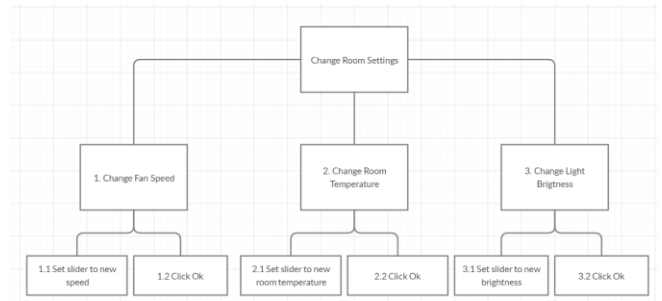 Change Room Settings
1. Change Fan Speed
2. Change Room
Temperature
3. Change Light
Brigtness
1.1 Set slider to new
speed
1.2 Click Ok
2.1 Set slider to new
room temperature
2.2 Click Ok
3.1 Set slider to new
brightness
3.2 Click Ok